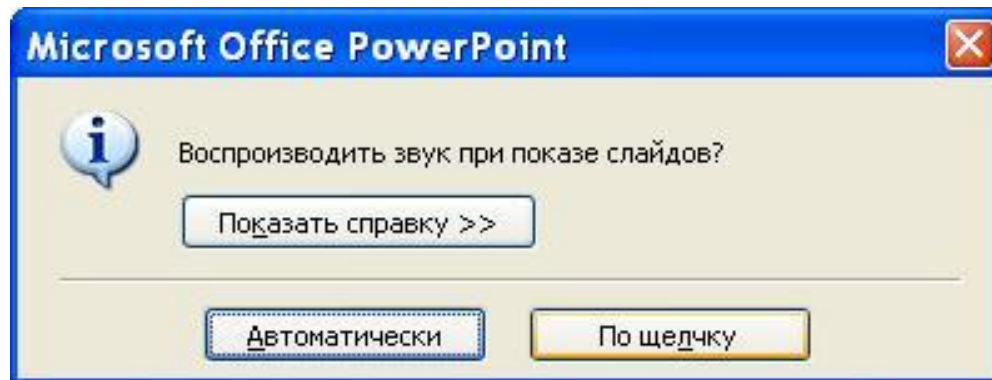 Microsoft Office PowerPoint
Воспроизводить звук при показе слайдов?
Показать справку >>
Автоматически
По щелчку